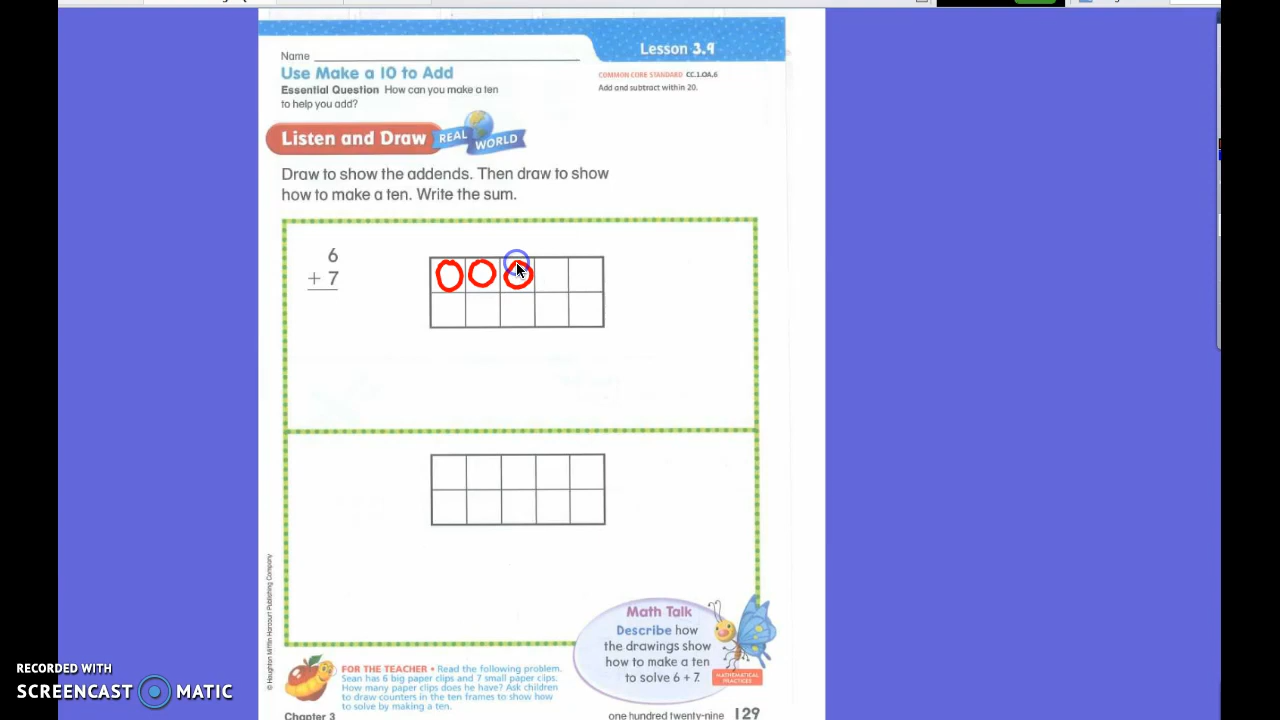 Lesson 3.9
Name
Use Make a 10 to Add
COMMON CORE STANDARD CC.1.OA.6
Add and subtract within 20.
Essential Question How can you make a ten
to help you add?
Listen and Draw
REAL WORLD
Draw to show the addends. Then draw to show
how to make a ten. Write the sum.
6
+ 7
© Houghton Mifflin Harcourt Publishing Company
Math Talk
Describe how
the drawings show
how to make a ten
to solve 6 + 7.
MATHEMATICAL
PRACTICES
FOR THE TEACHER • Read the following problem.
Sean has 6 big paper clips and 7 small paper clips.
How many paper clips does he have? Ask children
to draw counters in the ten frames to show how
to solve by making a ten.
Chapter 3
one hundred twenty-nine 129
RECORDED WITH
SCREENCAST MATIC